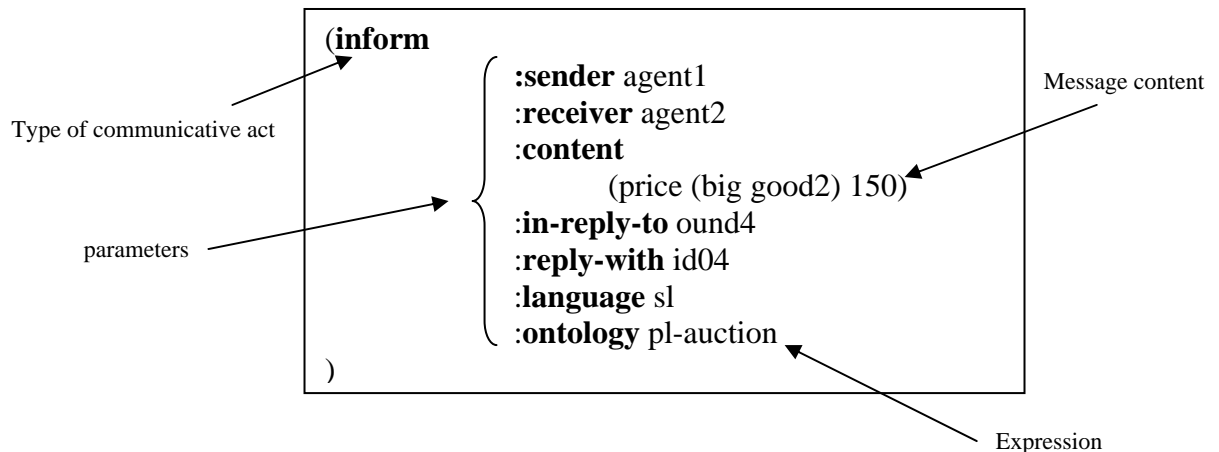 (inform
:sender agent1
Message content
:receiver agent2
Type of communicative act
:content
(price (big good2) 150)
:in-reply-to ound4
parameters
:reply-with id04
:language sl
:ontology pl-auction
)
Expression